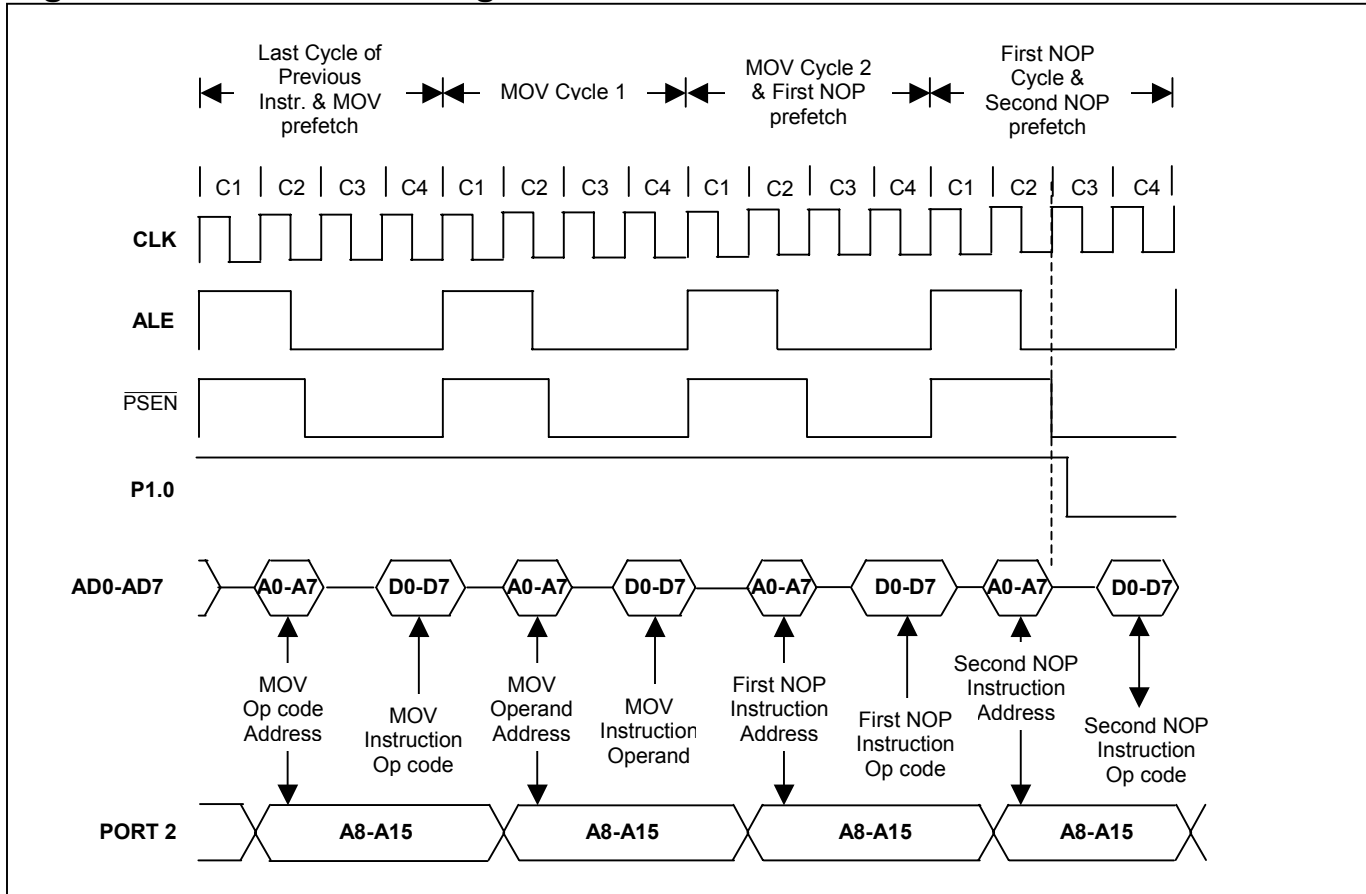 Last Cycle of
Previous
Instr. & MOV
prefetch
MOV Cycle 1
MOV Cycle 2
& First NOP
prefetch
First NOP
Cycle &
Second NOP
prefetch
C1 C2 C3 C4 C1 C2 C3 C4 C1 C2 C3 C4 C1 C2 C3 C4
CLK
ALE
PSEN
P1.0
AD0-AD7
A0-A7 D0-D7 A0-A7 D0-D7 A0-A7 D0-D7 A0-A7 D0-D7
MOV
Op code
Address
MOV
Instruction
Op code
MOV
Operand
Address
MOV
Instruction
Operand
First NOP
Instruction
Address
First NOP
Instruction
Op code
Second NOP
Instruction
Address
Second NOP
Instruction
Op code
PORT 2
A8-A15 A8-A15 A8-A15 A8-A15